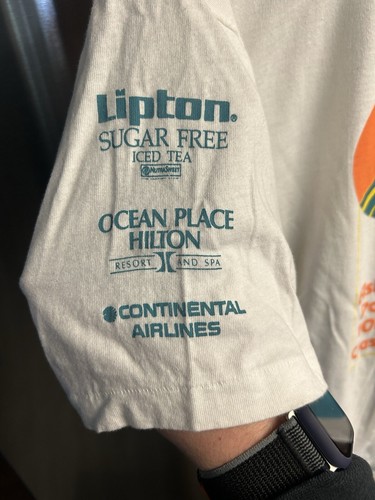 Lipton®
SUGAR FREE
ICED TEA
NutraSweet
OCEAN PLACE
HILTON
RESORT AND SPA
CONTINENTAL
AIRLINES